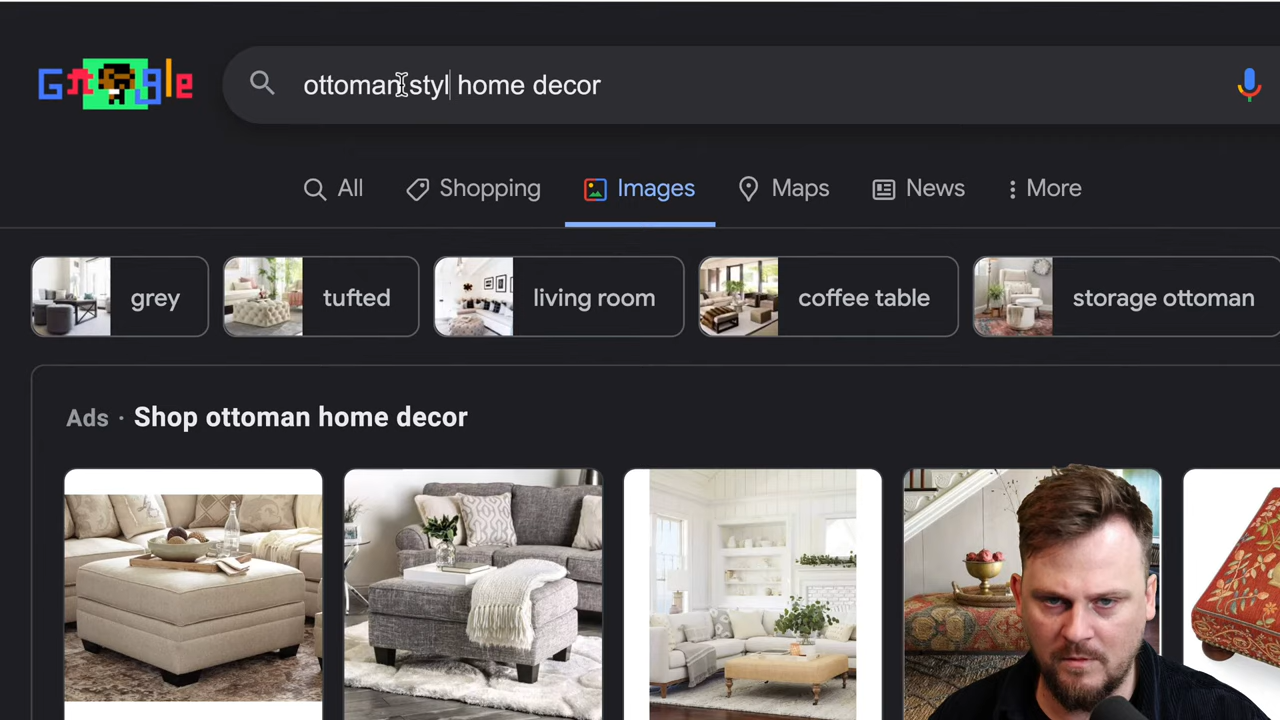 Google
ottoman styl home decor
All Shopping Images Maps News More
grey tufted living room coffee table storage ottoman
Ads · Shop ottoman home decor